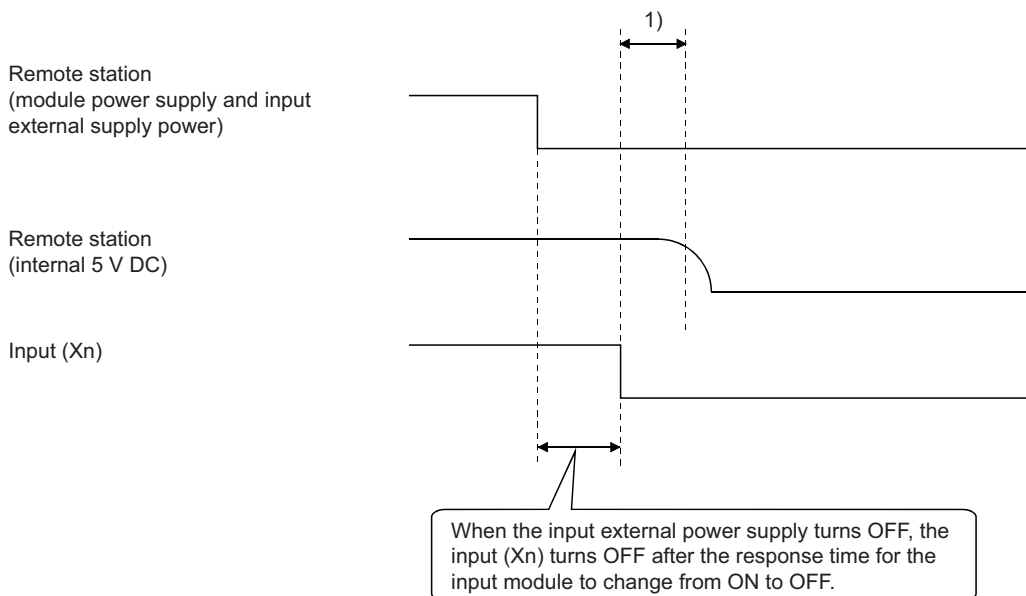 1)
Remote station
(module power supply and input
external supply power)
Remote station
(internal 5 V DC)
Input (Xn)
When the input external power supply turns OFF, the
input (Xn) turns OFF after the response time for the
input module to change from ON to OFF.